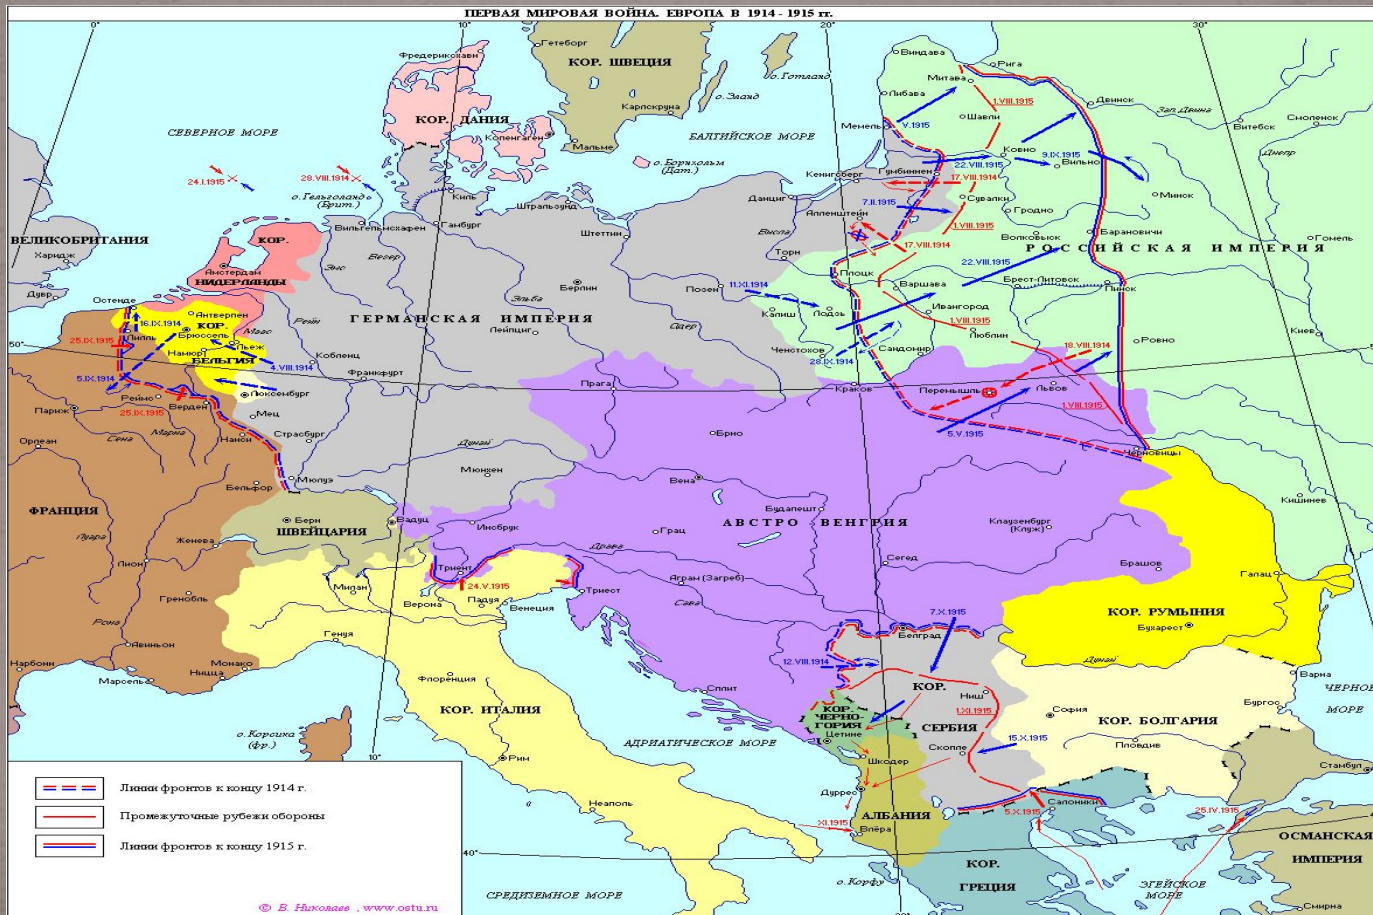 ПЕРВАЯ МИРОВАЯ ВОЙНА. ЕВРОПА В 1914 - 1915 гг.
0°
10°
20°
30°
Гетеборг
Фредериксхавн
КОР. ШВЕЦИЯ
о. Готланд
о. Эланд
Карлскруна
КОР. ДАНИЯ
Копенгаген
Мальме
СЕВЕРНОЕ МОРЕ
БАЛТИЙСКОЕ МОРЕ
о. Борнхольм
(Дат.)
24.I.1915
28.VIII.1914
о. Гельголанд
(Брит.)
Виндава
Рига
Митава
Либава
1.VIII.1915
Двинск
Зап. Двина
Шавли
Витебск
Смоленск
Мемель
V.1915
Ковно
9.IX.1915
Вильно
Днепр
22.VIII.1915
Гумбиннен
Кенигсберг
17.VIII.1914
Минск
7.II.1915
Сувалки
Гродно
Данциг
Алленштейн
1.VIII.1915
Волковыск
Барановичи
Гомель
17.VIII.1914
РОССИЙСКАЯ ИМПЕРИЯ
Киль
Штральзунд
Вильгельмсхафен
Гамбург
Штеттин
Висла
Торн
ВЕЛИКОБРИТАНИЯ
Харидж
Дувр
КОР.
НИДЕРЛАНДЫ
Амстердам
Эмс
Везер
Эльба
Берлин
Позен
11.XI.1914
Плоцк
Варшава
22.VIII.1915
Брест-Литовск
Пинск
Остенде
Антверпен
16.IX.1914
КОР.
Брюссель
БЕЛЬГИЯ
Маас
Рейн
ГЕРМАНСКАЯ ИМПЕРИЯ
Лейпциг
Одер
Калиш
Лодзь
Ивангород
1.VIII.1915
Люблин
Киев
25.IX.1915
Лилль
Намюр
Льеж
Кобленц
Ченстохов
28.IX.1914
Сандомир
18.VIII.1914
Ровно
50°
5.IX.1914
4.VIII.1914
Франкфурт
Прага
Краков
Перемышль
Львов
1.VIII.1915
Люксембург
Реймс
25.IX.1915
Верден
Париж
Мец
Сена
Марна
Нанси
Страсбург
Дунай
Брно
5.V.1915
Черновицы
Орлеан
Бельфор
Мюлуз
Мюнхен
Вена
Кишинев
ФРАНЦИЯ
Берн
ШВЕЙЦАРИЯ
Вадуц
Инсбрук
Грац
Будапешт
АВСТРО ВЕНГРИЯ
Клаузенбург
(Клуж)
Луара
Женева
Лион
Драва
Сегед
Брашов
Триент
24.V.1915
Милан
Верона
Падуя
Венеция
Триест
Аграм (Загреб)
Галац
Гренобль
Рона
Сава
7.X.1915
КОР. РУМЫНИЯ
Бухарест
Белград
Авиньон
Генуя
Нарбонн
Монако
Ницца
Марсель
Дунай
12.VIII.1914
Флоренция
Сплит
КОР.
СЕРБИЯ
Ниш
1.XI.1915
Варна
ЧЕРНОЕ
МОРЕ
КОР. ИТАЛИЯ
КОР.
ЧЕРНО-
ГОРИЯ
Цетине
София
КОР. БОЛГАРИЯ
Бургос
Пловдив
о. Корсика
(фр.)
10°
АДРИАТИЧЕСКОЕ МОРЕ
Рим
Шкодер
Скопле
15.X.1915
Стамбул
Линии фронтов к концу 1914 г.
Промежуточные рубежи обороны
Линии фронтов к концу 1915 г.
Неаполь
Дуррес
АЛБАНИЯ
XI.1915
Влёра
Салоники
5.X.1915
25.IV.1915
ОСМАНСКАЯ
ИМПЕРИЯ
40°
о. Корфу
КОР.
ГРЕЦИЯ
ЭГЕЙСКОЕ
МОРЕ
СРЕДИЗЕМНОЕ МОРЕ
Смирна
© В. Николаев , www.ostu.ru